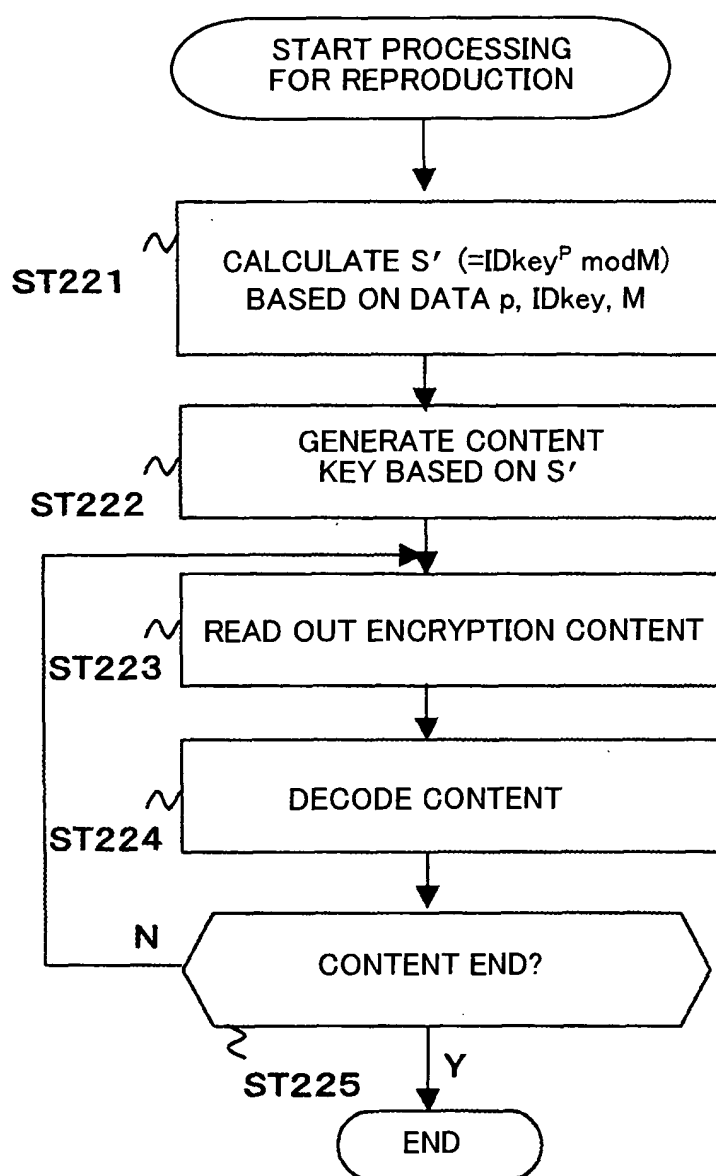 START PROCESSING
FOR REPRODUCTION
ST221
CALCULATE S′ (=IDkeyᴾ modM)
BASED ON DATA p, IDkey, M
ST222
GENERATE CONTENT
KEY BASED ON S′
ST223
READ OUT ENCRYPTION CONTENT
ST224
DECODE CONTENT
N
CONTENT END?
ST225
Y
END